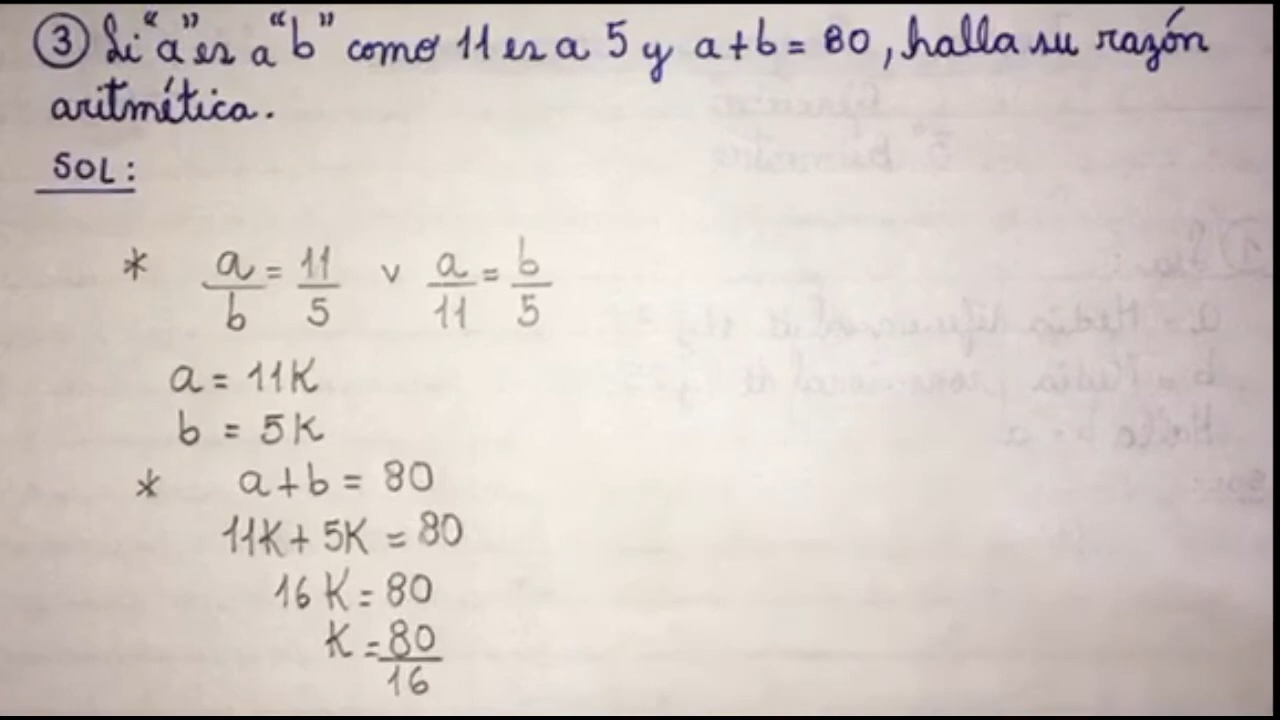 ③ Si "a" es a "b" como 11 es a 5 y a+b = 80, halla su razón
aritmética.
SOL:
* a/b = 11/5 v a/11 = b/5
a = 11K
b = 5K
* a+b = 80
11K + 5K = 80
16K = 80
K = 80/16